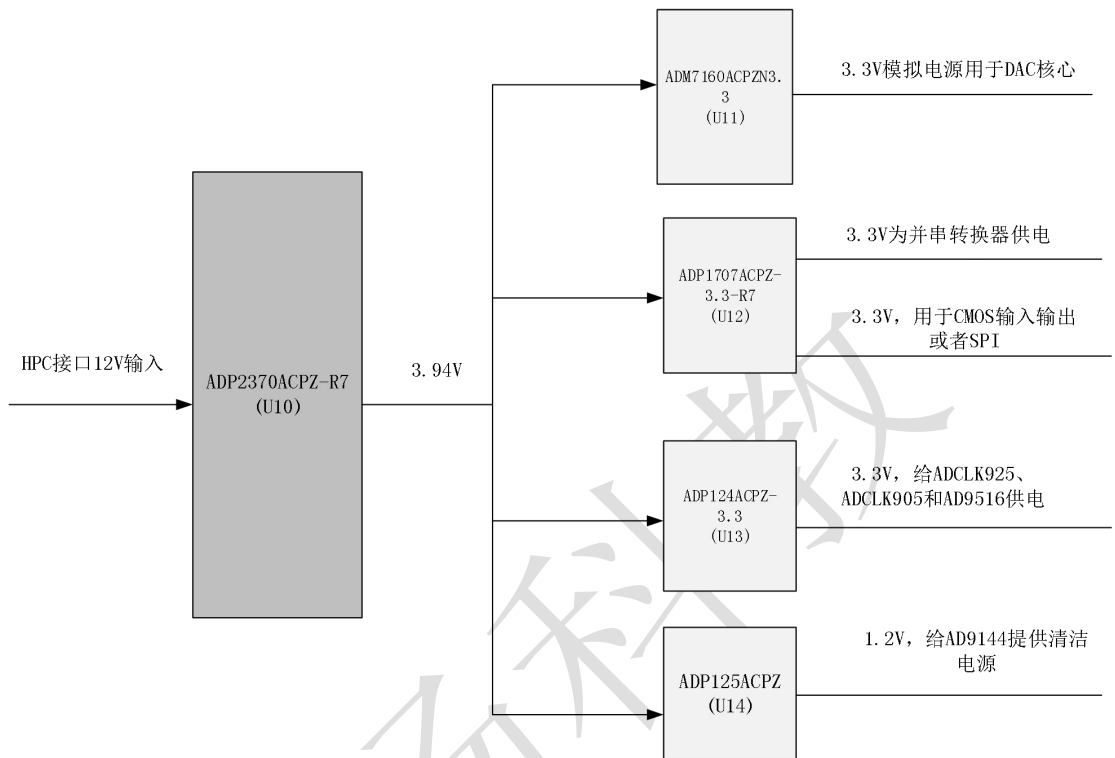 HPC接口12V输入
ADP2370ACPZ-R7
(U10)
3.94V
ADM7160ACPZN3.
3
(U11)
3.3V模拟电源用于DAC核心
ADP1707ACPZ-
3.3-R7
(U12)
3.3V为并串转换器供电
3.3V，用于CMOS输入输出
或者SPI
ADP124ACPZ-
3.3
(U13)
3.3V，给ADCLK925、
ADCLK905和AD9516供电
ADP125ACPZ
(U14)
1.2V，给AD9144提供清洁
电源
科教